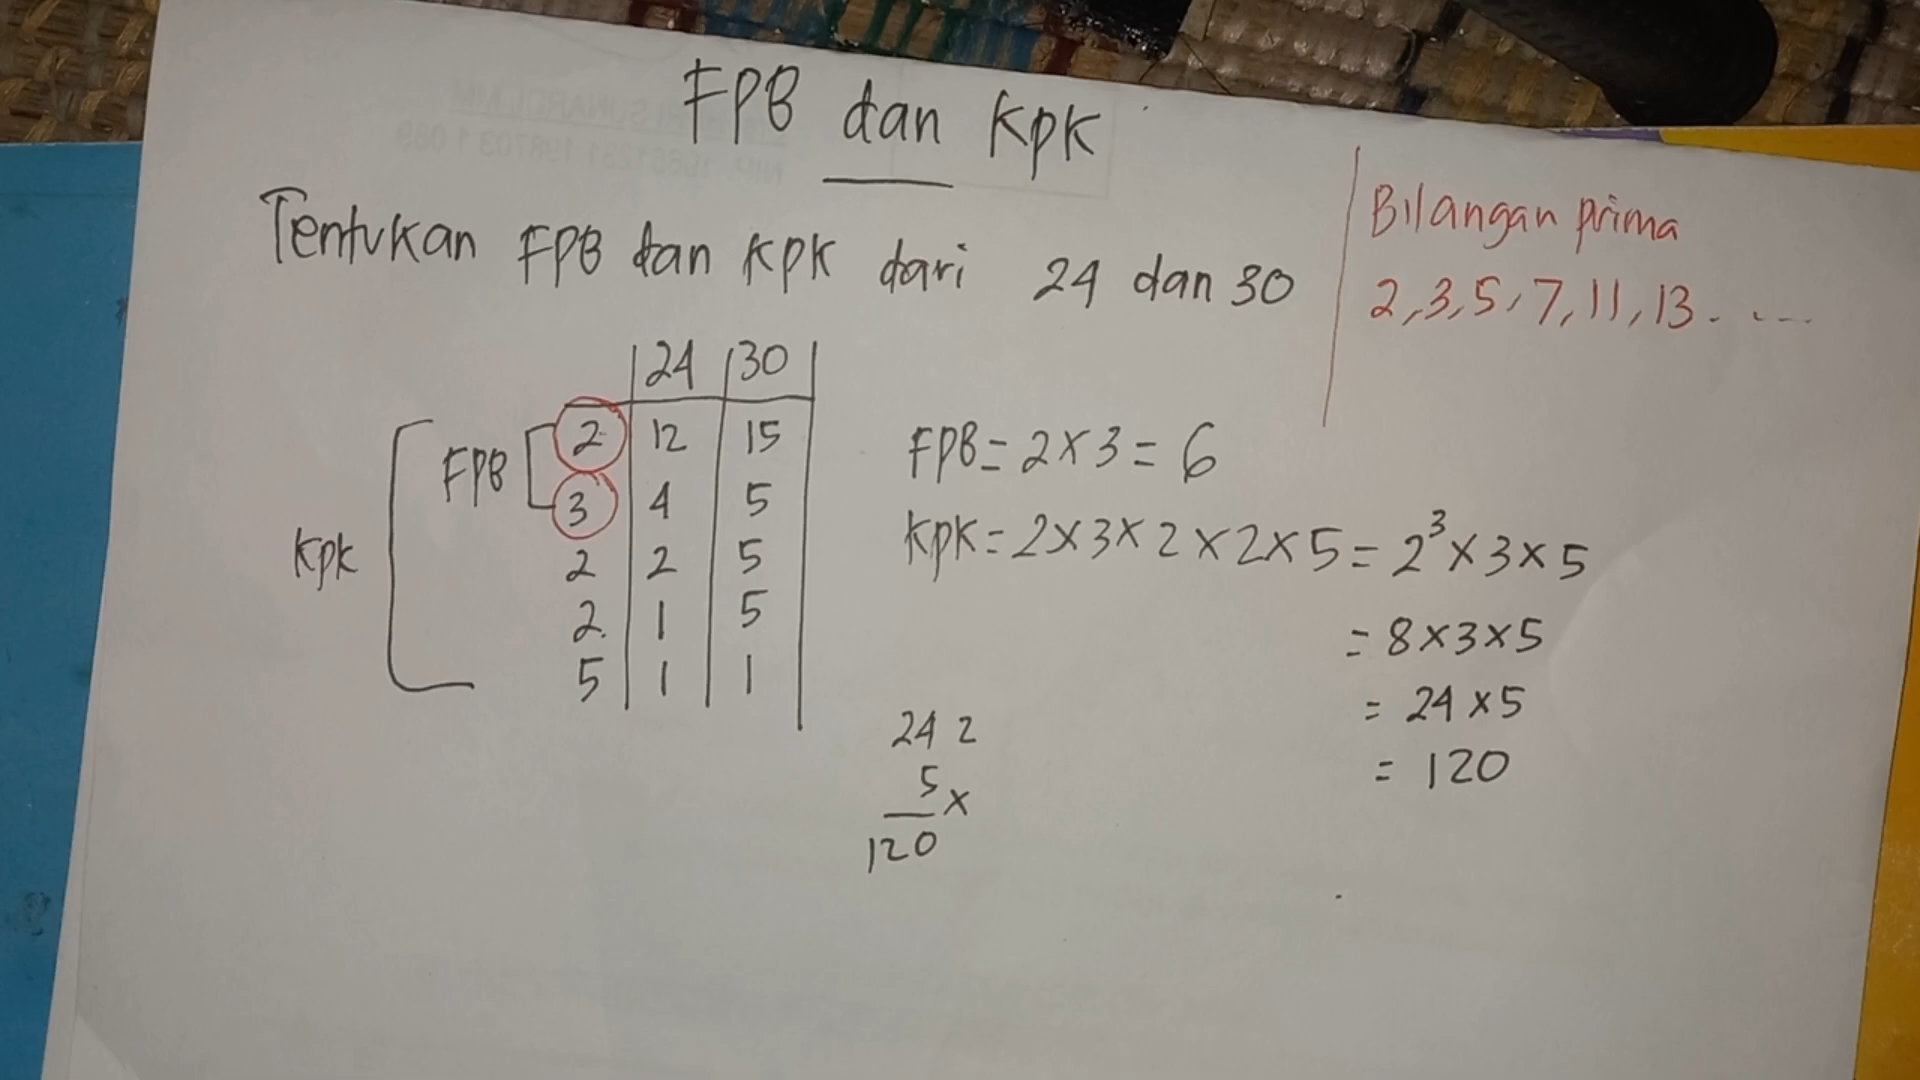 FPB dan KPK
Tentukan FPB dan KPK dari 24 dan 30
Bilangan prima
2, 3, 5, 7, 11, 13. ....
24 30
2 12 15
3 4 5
2 2 5
2. 1 5
5 1 1
FPB
KPK
FPB = 2 x 3 = 6
KPK = 2 x 3 x 2 x 2 x 5 = 2³ x 3 x 5
= 8 x 3 x 5
= 24 x 5
= 120
24 2
5 x
120